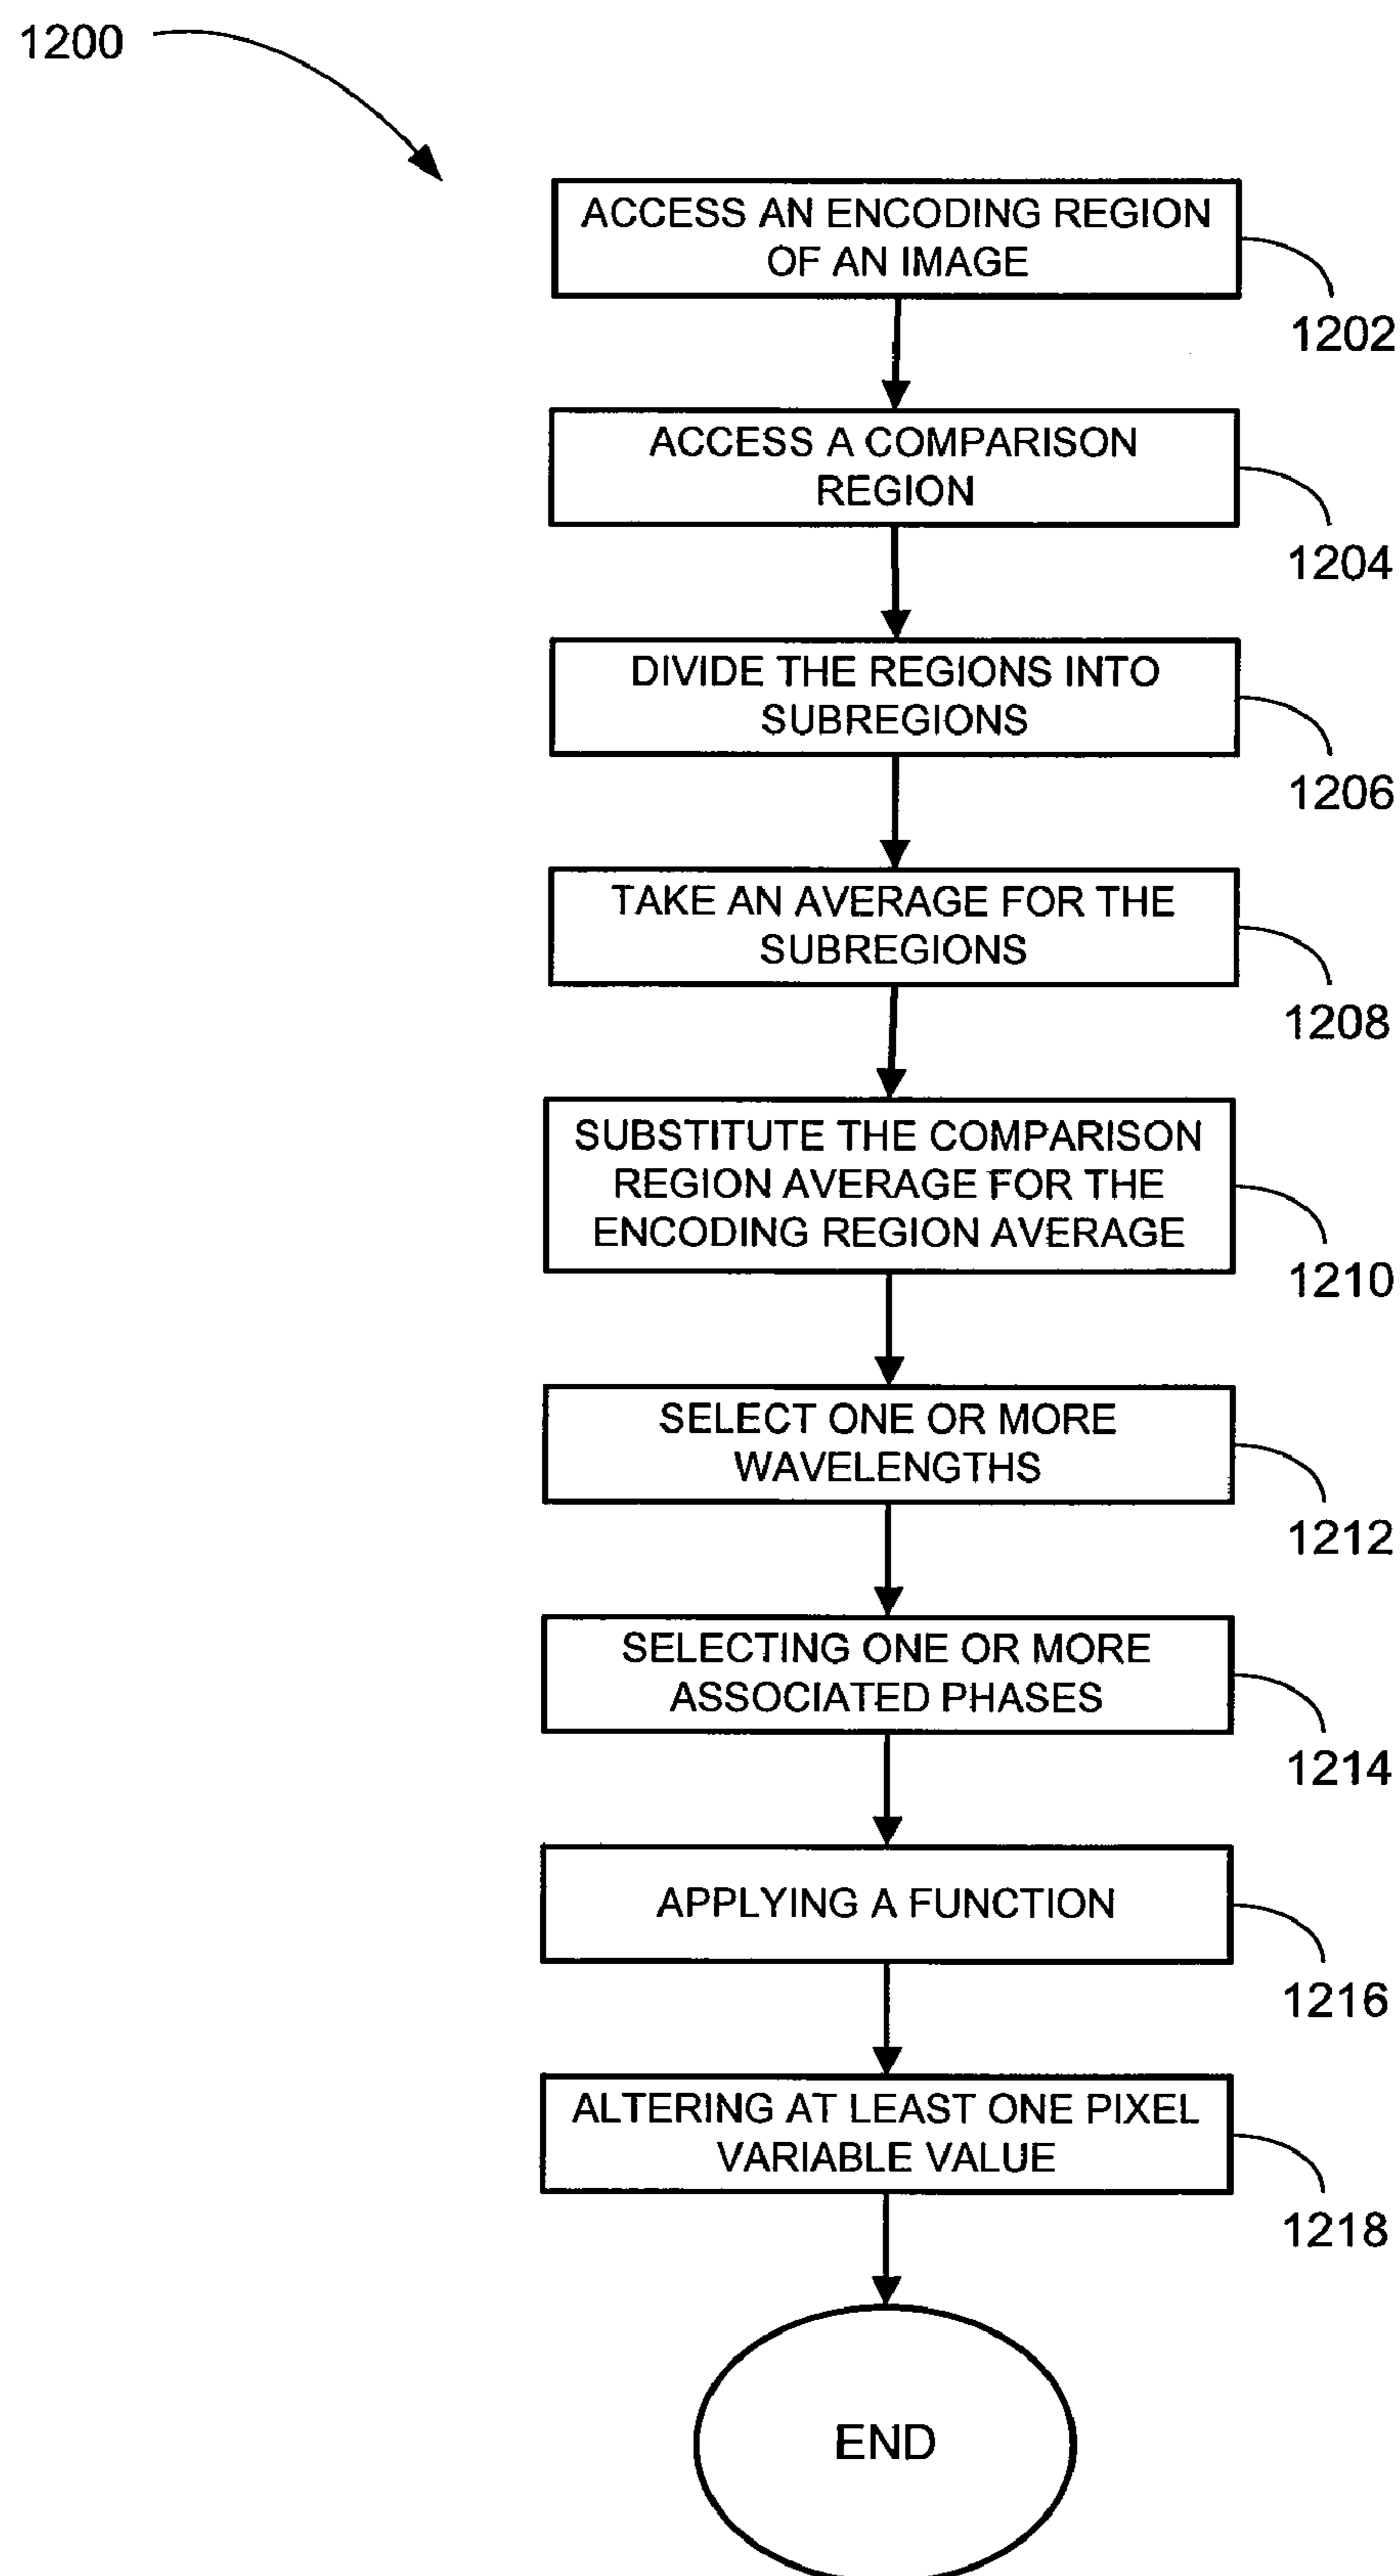 1200
ACCESS AN ENCODING REGION
OF AN IMAGE
1202
ACCESS A COMPARISON
REGION
1204
DIVIDE THE REGIONS INTO
SUBREGIONS
1206
TAKE AN AVERAGE FOR THE
SUBREGIONS
1208
SUBSTITUTE THE COMPARISON
REGION AVERAGE FOR THE
ENCODING REGION AVERAGE
1210
SELECT ONE OR MORE
WAVELENGTHS
1212
SELECTING ONE OR MORE
ASSOCIATED PHASES
1214
APPLYING A FUNCTION
1216
ALTERING AT LEAST ONE PIXEL
VARIABLE VALUE
1218
END